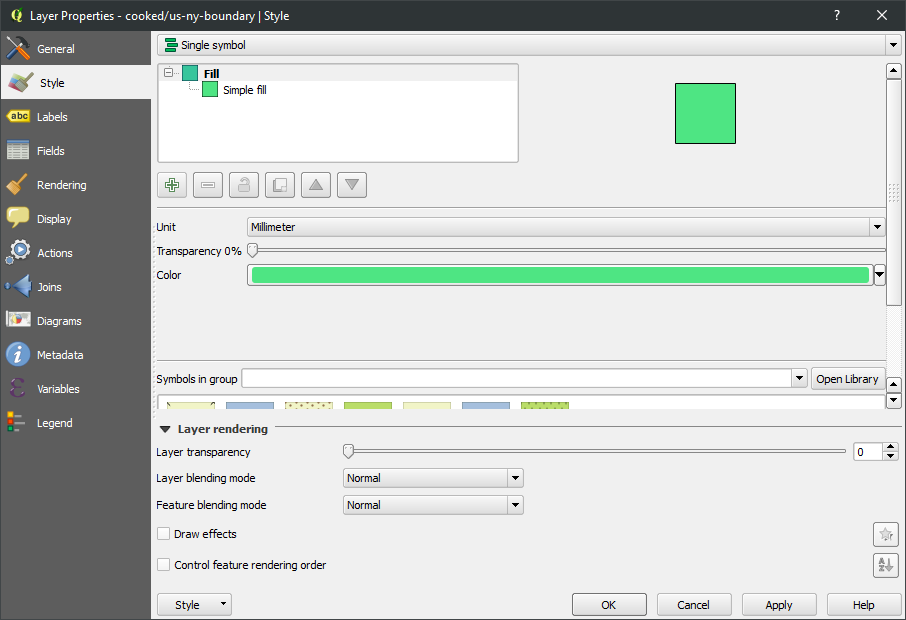 Layer Properties - cooked/us-ny-boundary | Style
?
General
Style
abc Labels
Fields
Rendering
Display
Actions
Joins
Diagrams
Metadata
Variables
Legend
Single symbol
Fill
Simple fill
Unit Millimeter
Transparency 0%
Color
Symbols in group Open Library
Layer rendering
Layer transparency 0
Layer blending mode Normal
Feature blending mode Normal
Draw effects
Control feature rendering order
Style OK Cancel Apply Help